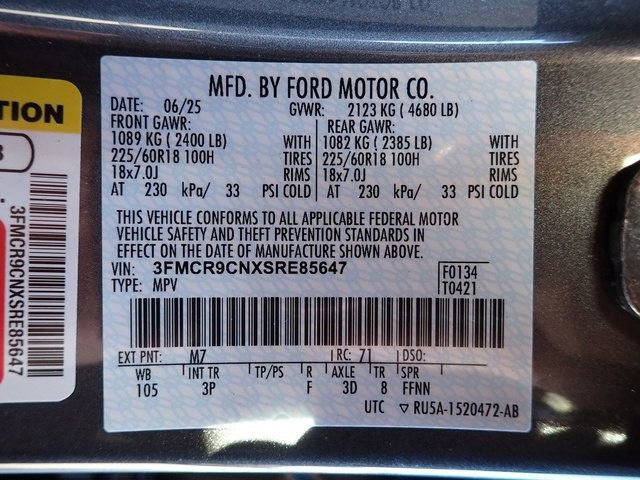 MFD. BY FORD MOTOR CO.
DATE: 06/25 GVWR: 2123 KG ( 4680 LB)
FRONT GAWR: REAR GAWR:
1089 KG ( 2400 LB) WITH 1082 KG ( 2385 LB) WITH
225/60R18 100H TIRES 225/60R18 100H TIRES
18x7.0J RIMS 18x7.0J RIMS
AT 230 kPa/ 33 PSI COLD AT 230 kPa/ 33 PSI COLD
THIS VEHICLE CONFORMS TO ALL APPLICABLE FEDERAL MOTOR
VEHICLE SAFETY AND THEFT PREVENTION STANDARDS IN
EFFECT ON THE DATE OF MANUFACTURE SHOWN ABOVE.
VIN: 3FMCR9CNXSRE85647 F0134
TYPE: MPV T0421
EXT PNT: M7 RC: 71 DSO:
WB INT TR TP/PS R AXLE TR SPR
105 3P F 3D 8 FFNN
UTC ▽ RU5A-1520472-AB
TION
3FMCR9CNXSRE85647